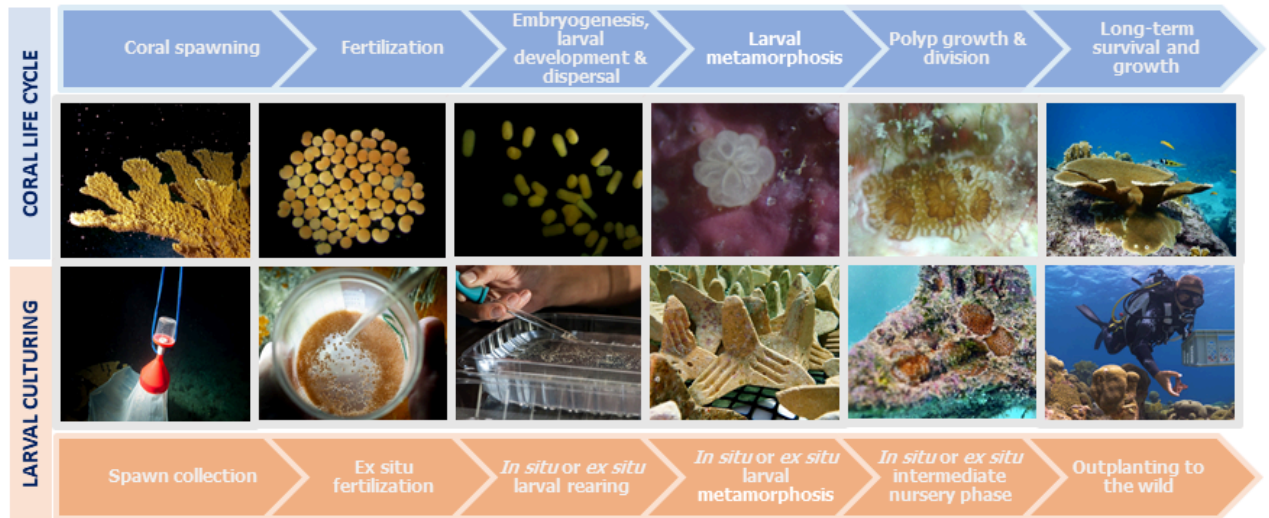 CORAL LIFE CYCLE
Coral spawning
Fertilization
Embryogenesis,
larval
development &
dispersal
Larval
metamorphosis
Polyp growth &
division
Long-term
survival and
growth
LARVAL CULTURING
Spawn collection
Ex situ
fertilization
In situ or ex situ
larval rearing
In situ or ex situ
larval
metamorphosis
In situ or ex situ
intermediate
nursery phase
Outplanting to
the wild